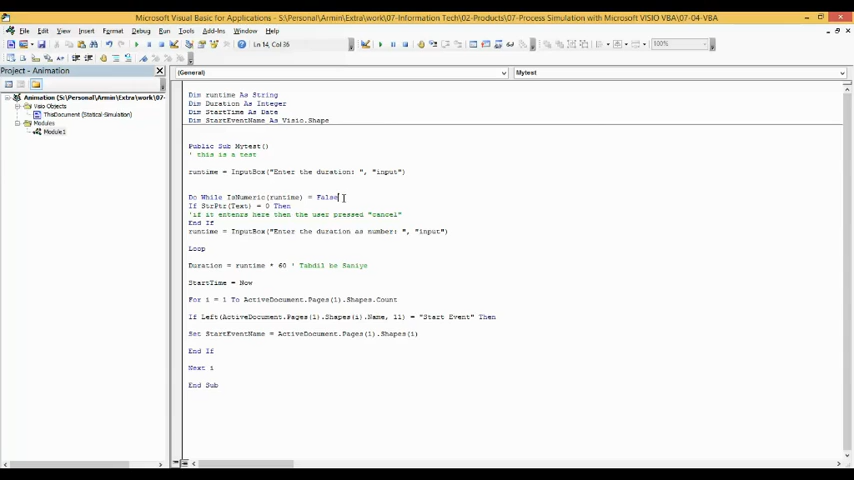 Microsoft Visual Basic for Applications - S:\Personal\Armin\Extra\work\07-Information Tech\02-Products\07-Process Simulation with Microsoft VISIO VBA\07-04-VBA
File Edit View Insert Format Debug Run Tools Add-Ins Window Help
Ln 14, Col 36
100%
Project - Animation
(General)
Mytest
Animation (S:\Personal\Armin\Extra\work\07-
Visio Objects
ThisDocument (Statical-Simulation)
Modules
Module1
Dim runtime As String
Dim Duration As Integer
Dim StartTime As Date
Dim StartEventName As Visio.Shape
Public Sub Mytest()
' this is a test
runtime = InputBox("Enter the duration: ", "input")
Do While IsNumeric(runtime) = False
If StrPtr(Text) = 0 Then
'if it entenrs here then the user pressed "cancel"
End If
runtime = InputBox("Enter the duration as number: ", "input")
Loop
Duration = runtime * 60 ' Tabdil be Saniye
StartTime = Now
For i = 1 To ActiveDocument.Pages(1).Shapes.Count
If Left(ActiveDocument.Pages(1).Shapes(i).Name, 11) = "Start Event" Then
Set StartEventName = ActiveDocument.Pages(1).Shapes(i)
End If
Next i
End Sub